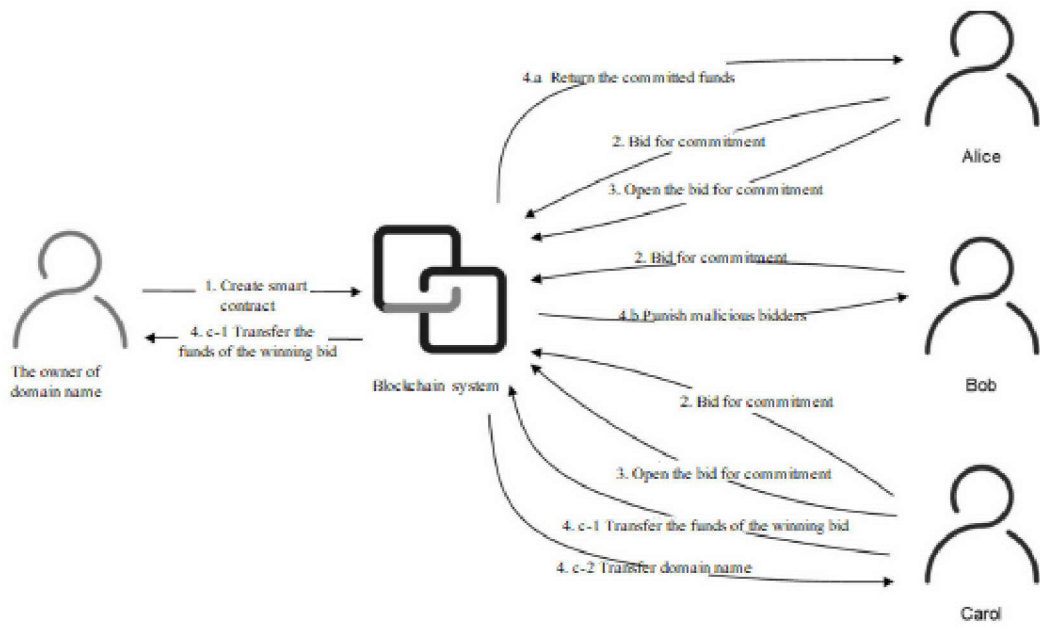 4.a Return the committed funds
2. Bid for commitment
3. Open the bid for commitment
Alice
1. Create smart
contract
4. c-1 Transfer the
funds of the winning bid
The owner of
domain name
Blockchain system
2. Bid for commitment
4.b Punish malicious bidders
Bob
2. Bid for commitment
3. Open the bid for commitment
4. c-1 Transfer the funds of the winning bid
4. c-2 Transfer domain name
Carol